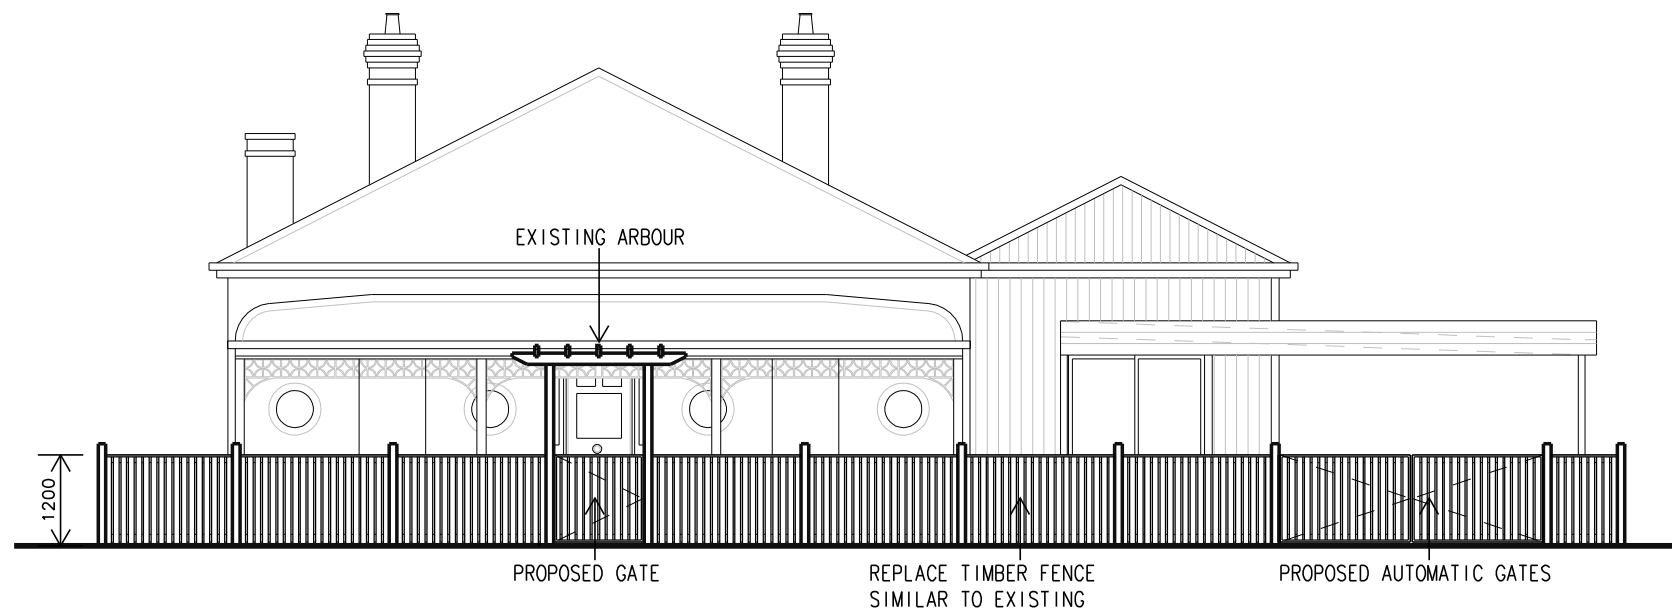 EXISTING ARBOUR
1200
PROPOSED GATE
REPLACE TIMBER FENCE
SIMILAR TO EXISTING
PROPOSED AUTOMATIC GATES